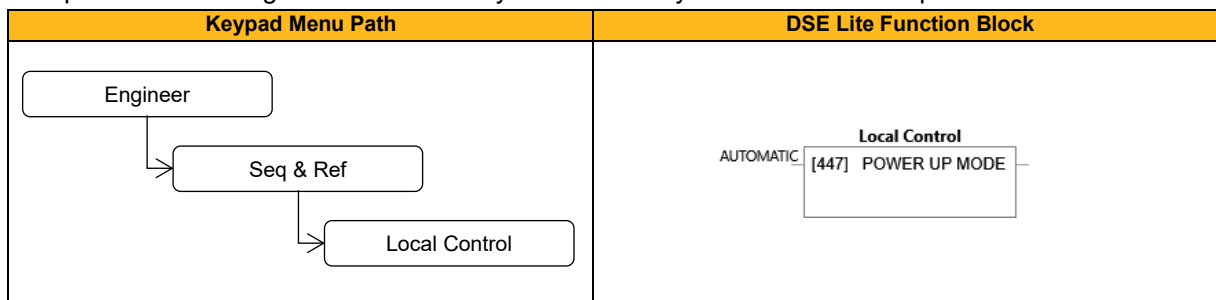 Keypad Menu Path
DSE Lite Function Block
Engineer
Seq & Ref
Local Control
Local Control
AUTOMATIC
[447] POWER UP MODE